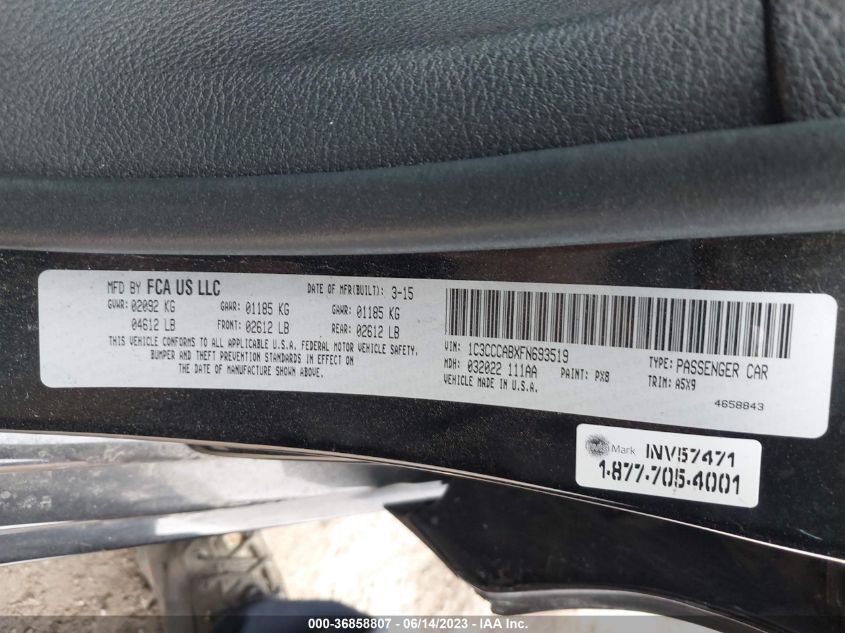 MFD BY FCA US LLC DATE OF MFR(BUILT): 3-15
GVWR: 02092 KG GAWR: 01185 KG GAWR: 01185 KG
04612 LB FRONT: 02612 LB REAR: 02612 LB
THIS VEHICLE CONFORMS TO ALL APPLICABLE U.S.A. FEDERAL MOTOR VEHICLE SAFETY,
BUMPER AND THEFT PREVENTION STANDARDS IN EFFECT ON
THE DATE OF MANUFACTURE SHOWN ABOVE.
VIN: 1C3CCCABXFN693519 TYPE: PASSENGER CAR
MDH: 032022 111AA PAINT: PX8 TRIM: A5X9
VEHICLE MADE IN U.S.A.
4658843
Mark INV57471
1-877-705-4001
000-36858807 - 06/14/2023 - IAA Inc.